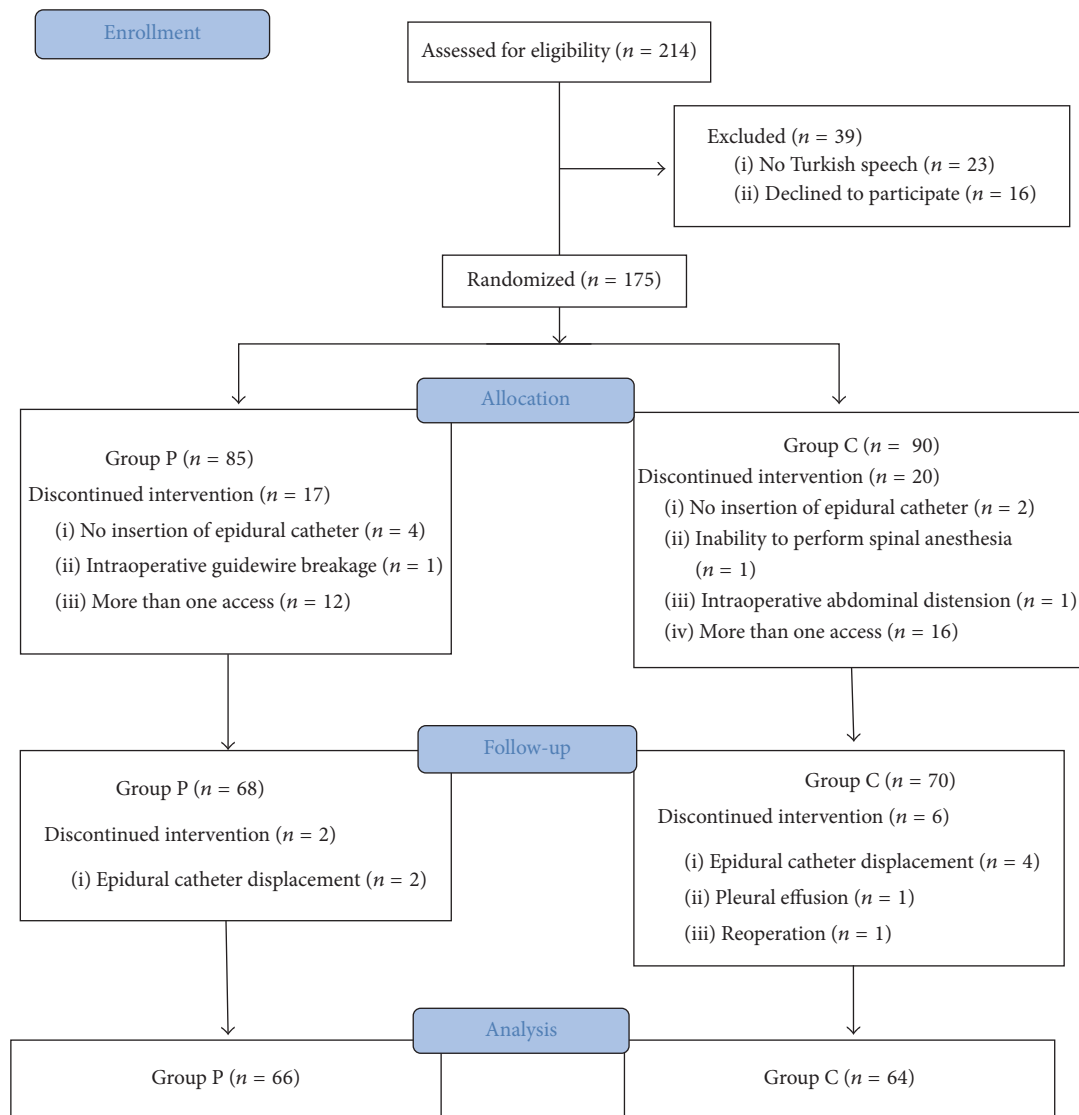 Enrollment
Assessed for eligibility (n = 214)
Excluded (n = 39)
(i) No Turkish speech (n = 23)
(ii) Declined to participate (n = 16)
Randomized (n = 175)
Allocation
Group P (n = 85)
Discontinued intervention (n = 17)
(i) No insertion of epidural catheter (n = 4)
(ii) Intraoperative guidewire breakage (n = 1)
(iii) More than one access (n = 12)
Group C (n = 90)
Discontinued intervention (n = 20)
(i) No insertion of epidural catheter (n = 2)
(ii) Inability to perform spinal anesthesia
(n = 1)
(iii) Intraoperative abdominal distension (n = 1)
(iv) More than one access (n = 16)
Follow-up
Group P (n = 68)
Discontinued intervention (n = 2)
(i) Epidural catheter displacement (n = 2)
Group C (n = 70)
Discontinued intervention (n = 6)
(i) Epidural catheter displacement (n = 4)
(ii) Pleural effusion (n = 1)
(iii) Reoperation (n = 1)
Analysis
Group P (n = 66)
Group C (n = 64)